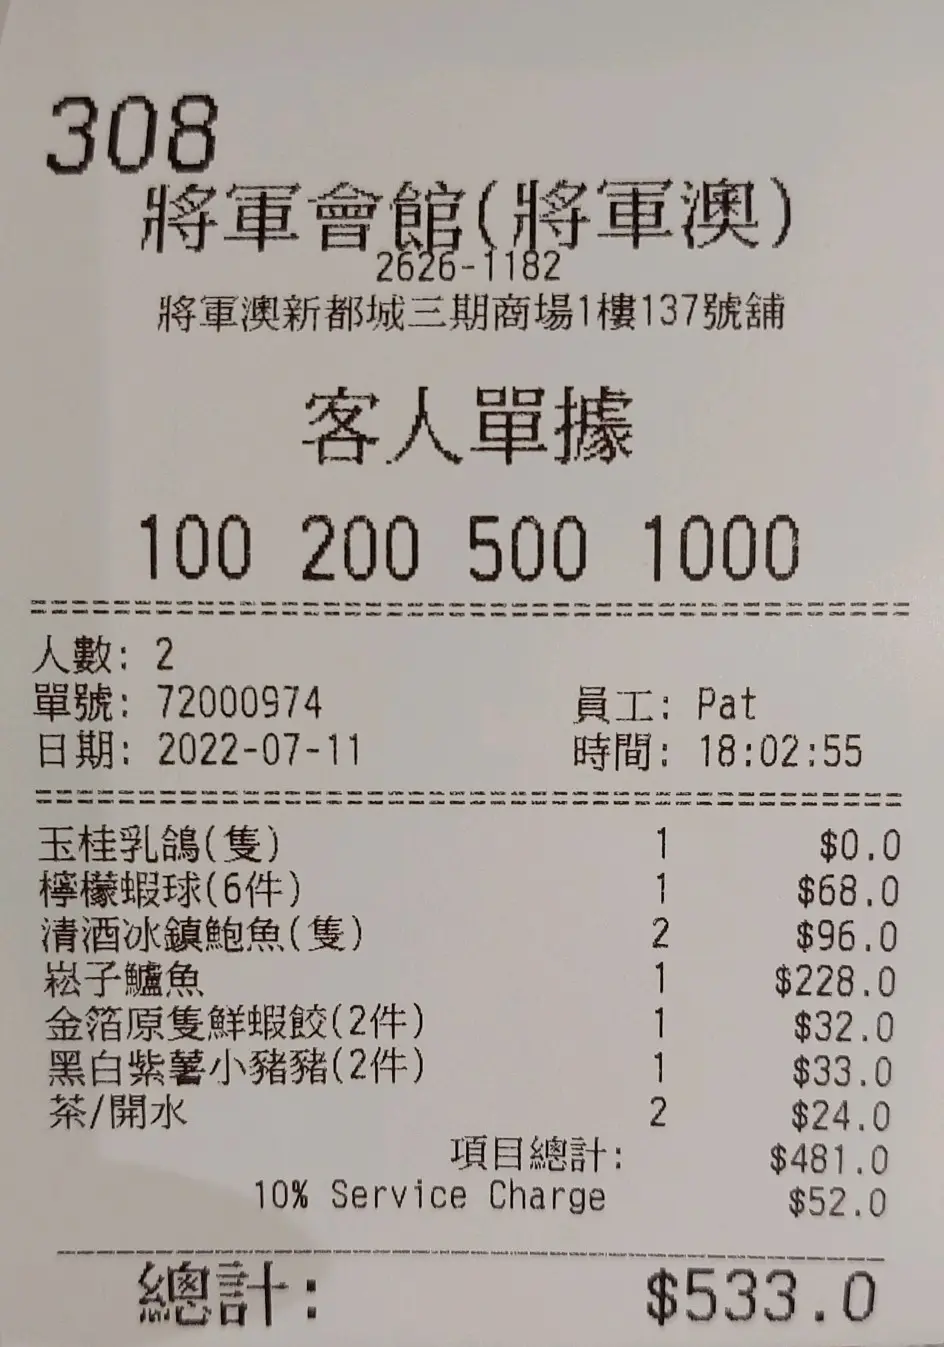 308
將軍會館(將軍澳)
2626-1182
將軍澳新都城三期商場1樓137號舖
客人單據
100 200 500 1000
人數: 2
單號: 72000974 員工: Pat
日期: 2022-07-11 時間: 18:02:55
玉桂乳鴿(隻) 1 $0.0
檸檬蝦球(6件) 1 $68.0
清酒冰鎮鮑魚(隻) 2 $96.0
崧子鱸魚 1 $228.0
金箔原隻鮮蝦餃(2件) 1 $32.0
黑白紫薯小豬豬(2件) 1 $33.0
茶/開水 2 $24.0
項目總計: $481.0
10% Service Charge $52.0
總計: $533.0